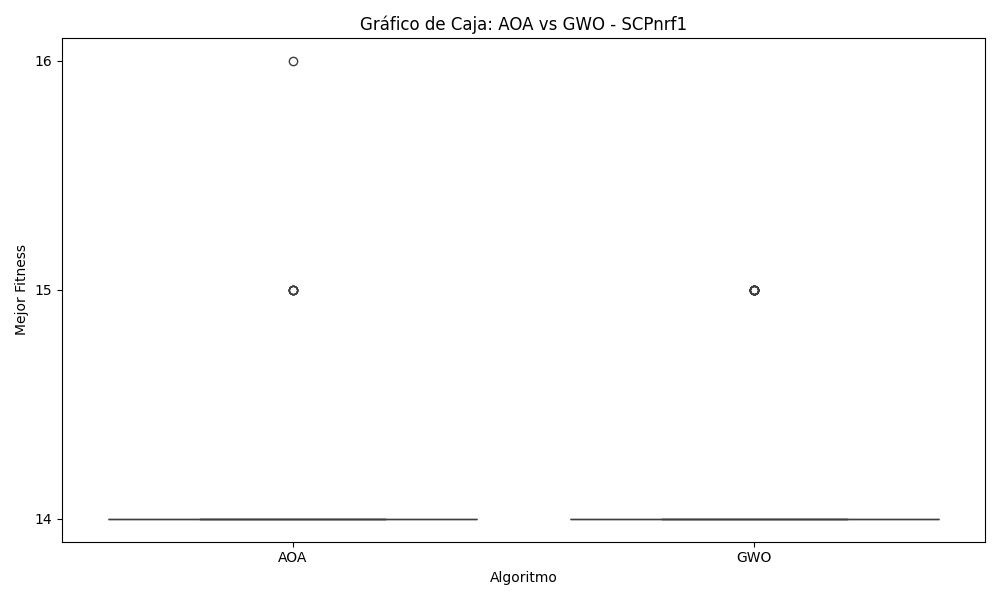 Gráfico de Caja: AOA vs GWO - SCPnrf1
16
15
14
Mejor Fitness
AOA
GWO
Algoritmo